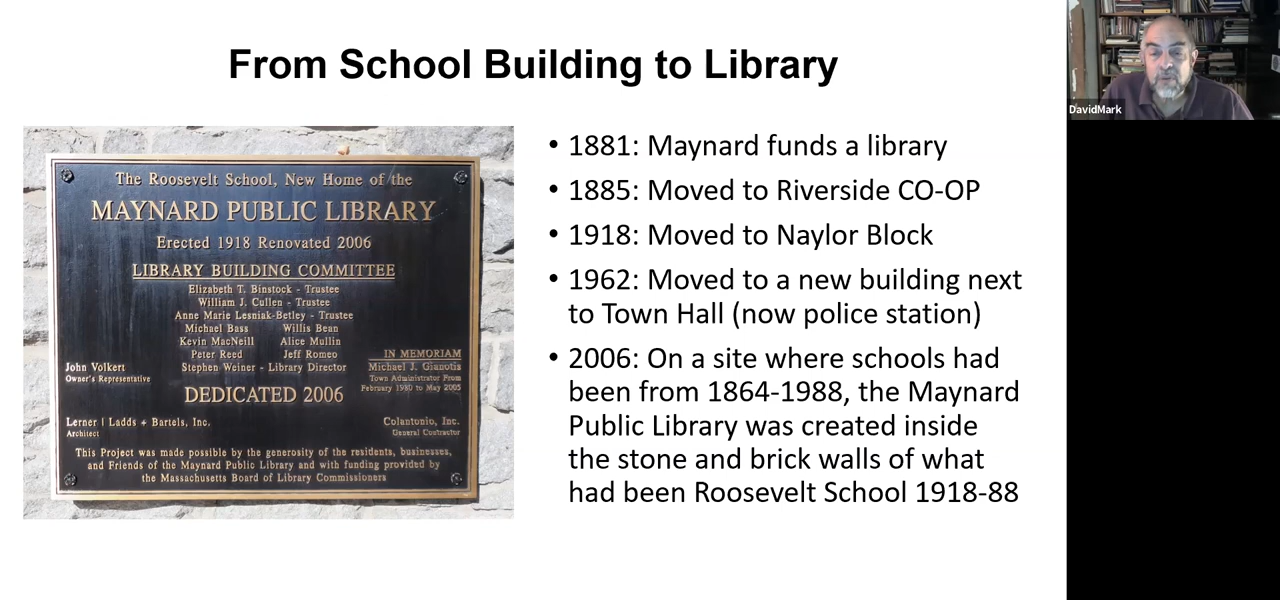 From School Building to Library
The Roosevelt School, New Home of the
MAYNARD PUBLIC LIBRARY
Erected 1918 Renovated 2006
LIBRARY BUILDING COMMITTEE
Elizabeth T. Binstock - Trustee
William J. Cullen - Trustee
Anne Marie Lesniak-Betley - Trustee
Michael Bass Willis Bean
Kevin MacNeill Alice Mullin
Peter Reed Jeff Romeo
Stephen Weiner - Library Director
John Volkert
Owner's Representative
IN MEMORIAM
Michael J. Gianotis
Town Administrator From
February 1980 to May 2005
DEDICATED 2006
Lerner | Ladds + Bartels, Inc.
Architect
Colantonio, Inc.
General Contractor
This Project was made possible by the generosity of the residents, businesses,
and Friends of the Maynard Public Library and with funding provided by
the Massachusetts Board of Library Commissioners
• 1881: Maynard funds a library
• 1885: Moved to Riverside CO-OP
• 1918: Moved to Naylor Block
• 1962: Moved to a new building next
to Town Hall (now police station)
• 2006: On a site where schools had
been from 1864-1988, the Maynard
Public Library was created inside
the stone and brick walls of what
had been Roosevelt School 1918-88
DavidMark